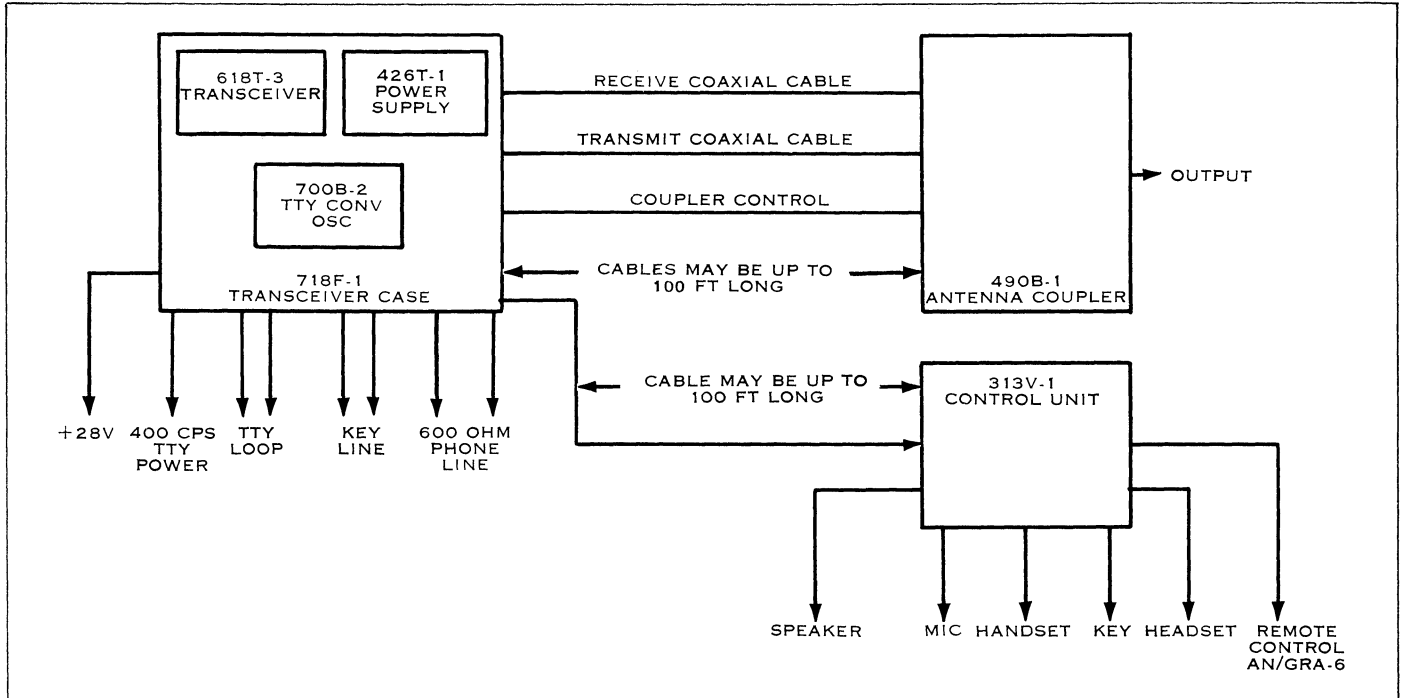 618T-3
TRANSCEIVER
426T-1
POWER
SUPPLY
700B-2
TTY CONV
OSC
718F-1
TRANSCEIVER CASE
RECEIVE COAXIAL CABLE
TRANSMIT COAXIAL CABLE
COUPLER CONTROL
CABLES MAY BE UP TO
100 FT LONG
490B-1
ANTENNA COUPLER
OUTPUT
+28V
400 CPS
TTY
POWER
TTY
LOOP
KEY
LINE
600 OHM
PHONE
LINE
CABLE MAY BE UP TO
100 FT LONG
313V-1
CONTROL UNIT
SPEAKER
MIC
HANDSET
KEY
HEADSET
REMOTE
CONTROL
AN/GRA-6